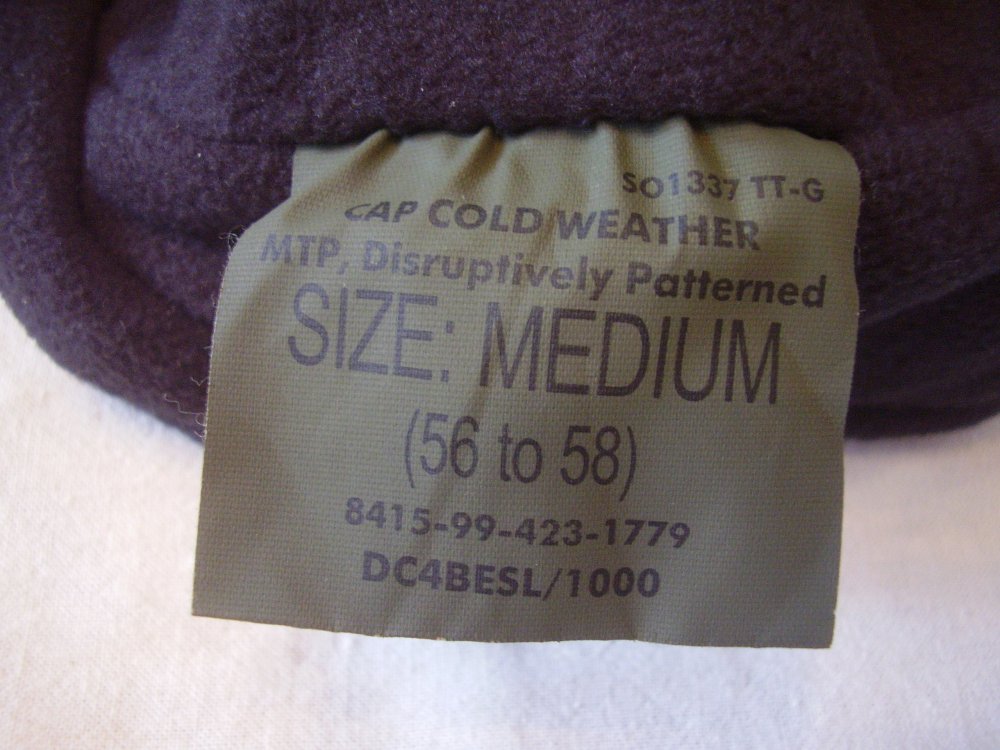 SO1337 TT-G
CAP COLD WEATHER
MTP, Disruptively Patterned
SIZE: MEDIUM
(56 to 58)
8415-99-423-1779
DC4BESL/1000